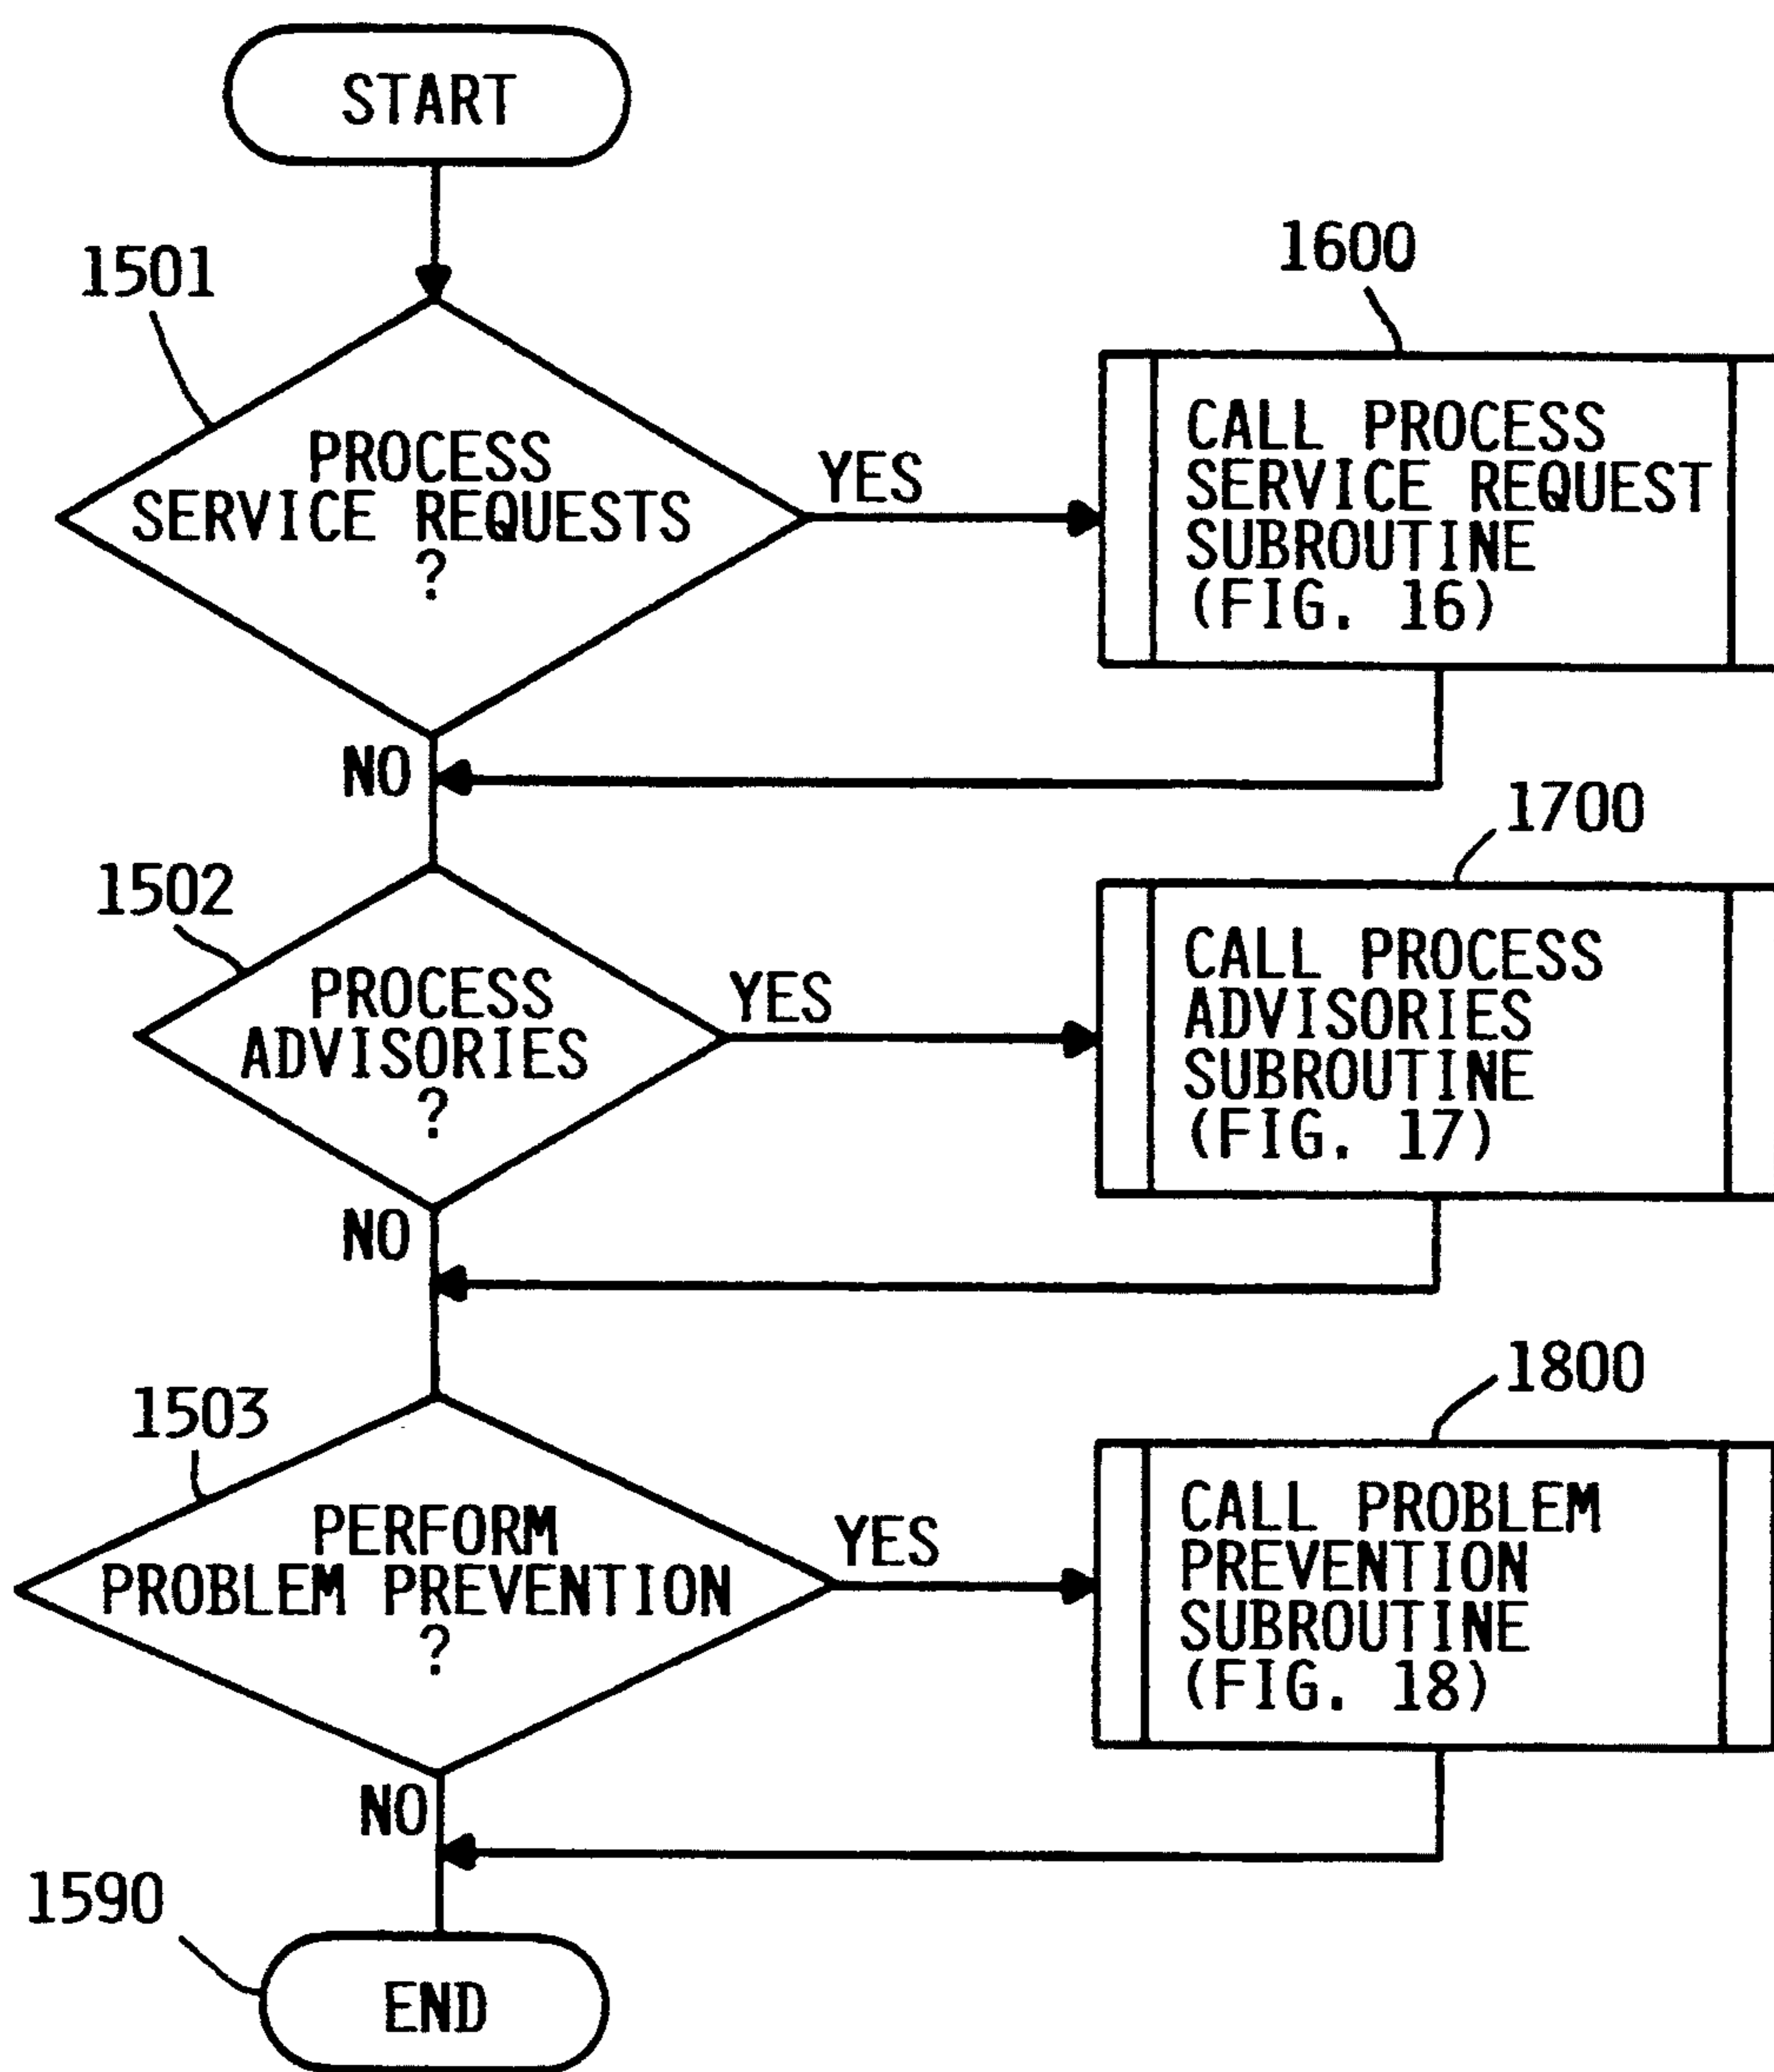 START
1501
PROCESS
SERVICE REQUESTS
?
YES
1600
CALL PROCESS
SERVICE REQUEST
SUBROUTINE
(FIG. 16)
NO
1502
PROCESS
ADVISORIES
?
YES
1700
CALL PROCESS
ADVISORIES
SUBROUTINE
(FIG. 17)
NO
1503
PERFORM
PROBLEM PREVENTION
?
YES
1800
CALL PROBLEM
PREVENTION
SUBROUTINE
(FIG. 18)
NO
1590
END